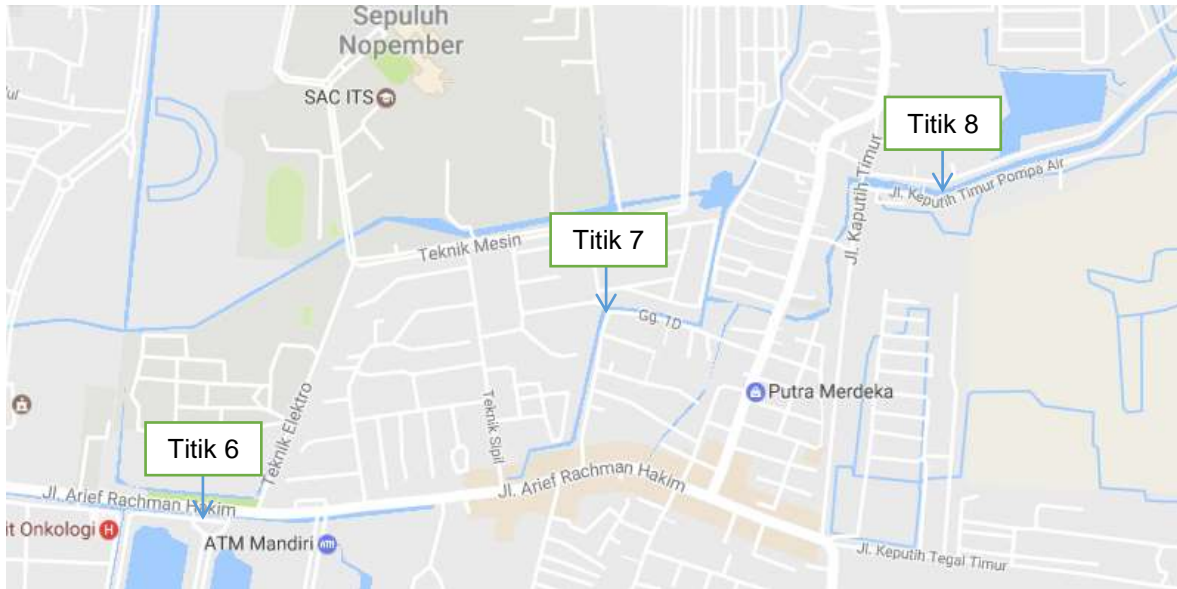 Sepuluh
Nopember
SAC ITS
Titik 8
Jl. Kaputih Timur
Jl. Keputih Timur Pompa Air
Teknik Mesin
Titik 7
Gg. 1D
Putra Merdeka
Teknik Elektro
Teknik Sipil
Titik 6
Jl. Arief Rachman Hakim
Jl. Arief Rachman Hakim
it Onkologi
H
ATM Mandiri
ATM
Jl. Keputih Tegal Timur